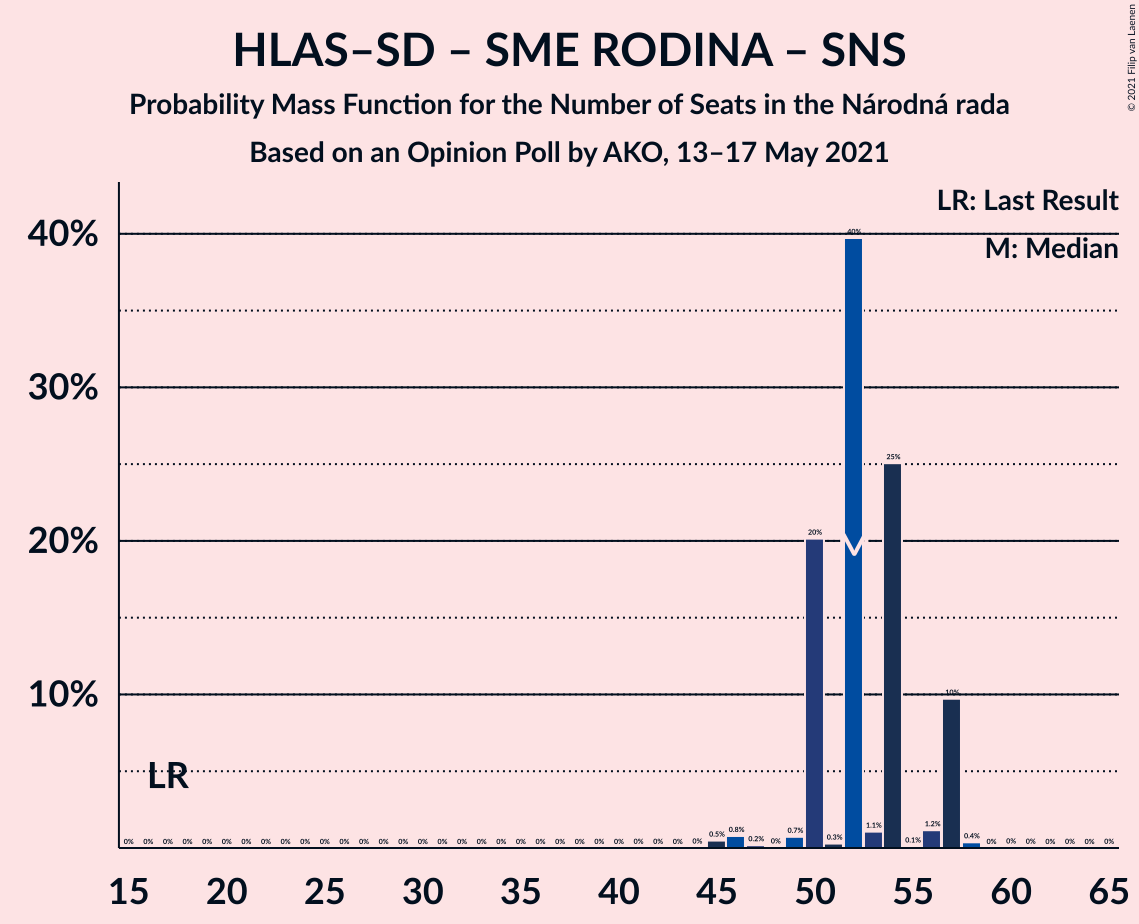 HLAS–SD – SME RODINA – SNS
Probability Mass Function for the Number of Seats in the Národná rada
Based on an Opinion Poll by AKO, 13–17 May 2021
© 2021 Filip van Laenen
LR: Last Result
M: Median
40%
30%
20%
10%
LR
0% 0% 0% 0% 0% 0% 0% 0% 0% 0% 0% 0% 0% 0% 0% 0% 0% 0% 0% 0% 0% 0% 0% 0% 0% 0% 0% 0% 0% 0% 0.5% 0.8% 0.2% 0% 0.7% 20% 0.3% 40% 1.1% 25% 0.1% 1.2% 10% 0.4% 0% 0% 0% 0% 0% 0% 0%
15 20 25 30 35 40 45 50 55 60 65